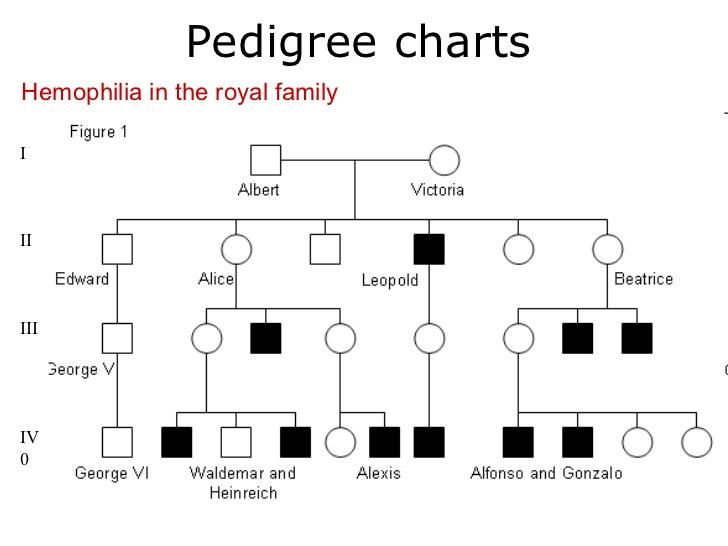 Pedigree charts
Hemophilia in the royal family
Figure 1
I
Albert
Victoria
II
Edward
Alice
Leopold
Beatrice
III
George V
IV
0
George VI
Waldemar and
Heinreich
Alexis
Alfonso and Gonzalo